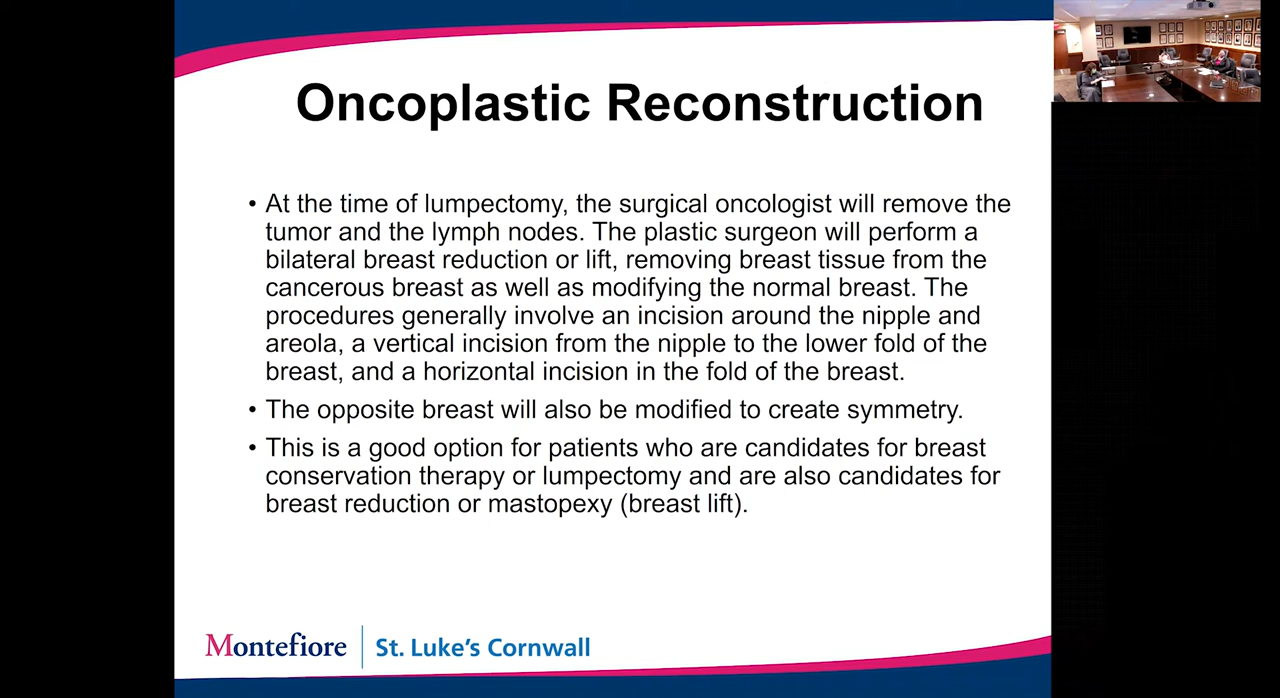 Oncoplastic Reconstruction
• At the time of lumpectomy, the surgical oncologist will remove the
tumor and the lymph nodes. The plastic surgeon will perform a
bilateral breast reduction or lift, removing breast tissue from the
cancerous breast as well as modifying the normal breast. The
procedures generally involve an incision around the nipple and
areola, a vertical incision from the nipple to the lower fold of the
breast, and a horizontal incision in the fold of the breast.
• The opposite breast will also be modified to create symmetry.
• This is a good option for patients who are candidates for breast
conservation therapy or lumpectomy and are also candidates for
breast reduction or mastopexy (breast lift).
Montefiore | St. Luke's Cornwall